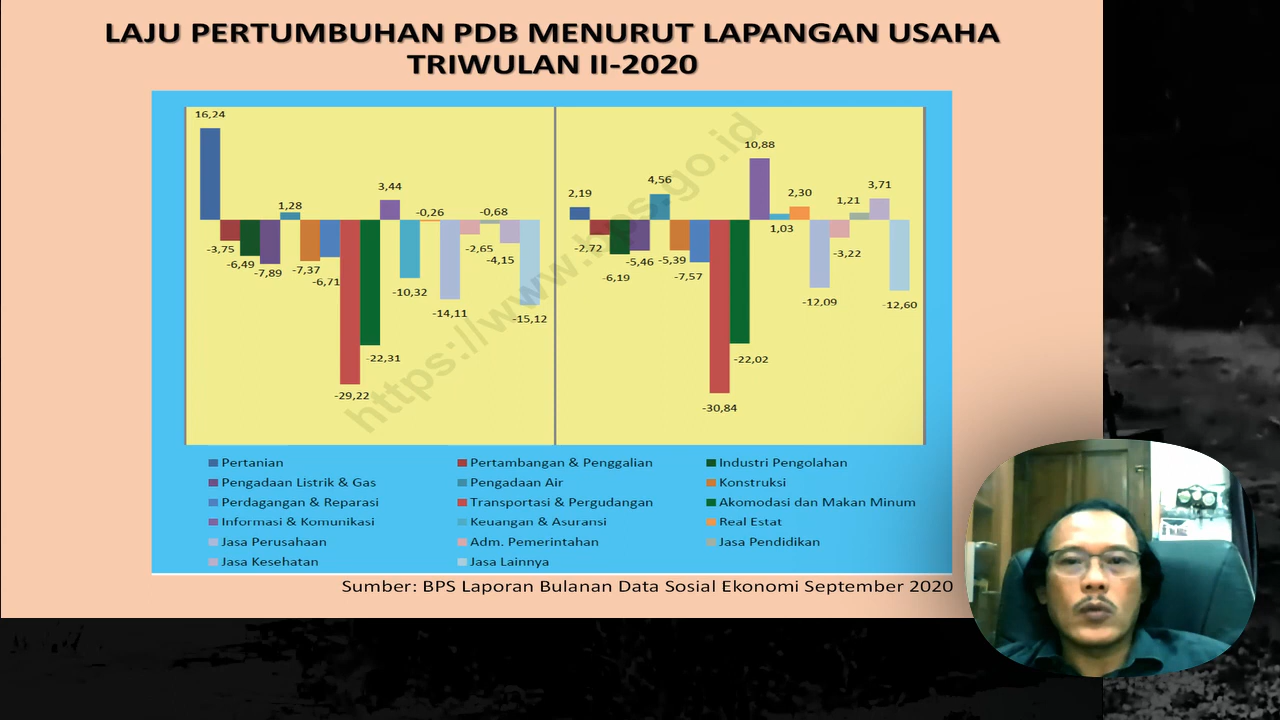 LAJU PERTUMBUHAN PDB MENURUT LAPANGAN USAHA
TRIWULAN II-2020
16,24
-3,75
-6,49
-7,89
1,28
-7,37
-6,71
-29,22
-22,31
3,44
-10,32
-0,26
-14,11
-2,65
-0,68
-4,15
-15,12
2,19
-2,72
-6,19
-5,46
4,56
-5,39
-7,57
-30,84
-22,02
10,88
1,03
2,30
-12,09
-3,22
1,21
3,71
-12,60
https://www.bps.go.id
Pertanian
Pertambangan & Penggalian
Industri Pengolahan
Pengadaan Listrik & Gas
Pengadaan Air
Konstruksi
Perdagangan & Reparasi
Transportasi & Pergudangan
Akomodasi dan Makan Minum
Informasi & Komunikasi
Keuangan & Asuransi
Real Estat
Jasa Perusahaan
Adm. Pemerintahan
Jasa Pendidikan
Jasa Kesehatan
Jasa Lainnya
Sumber: BPS Laporan Bulanan Data Sosial Ekonomi September 2020